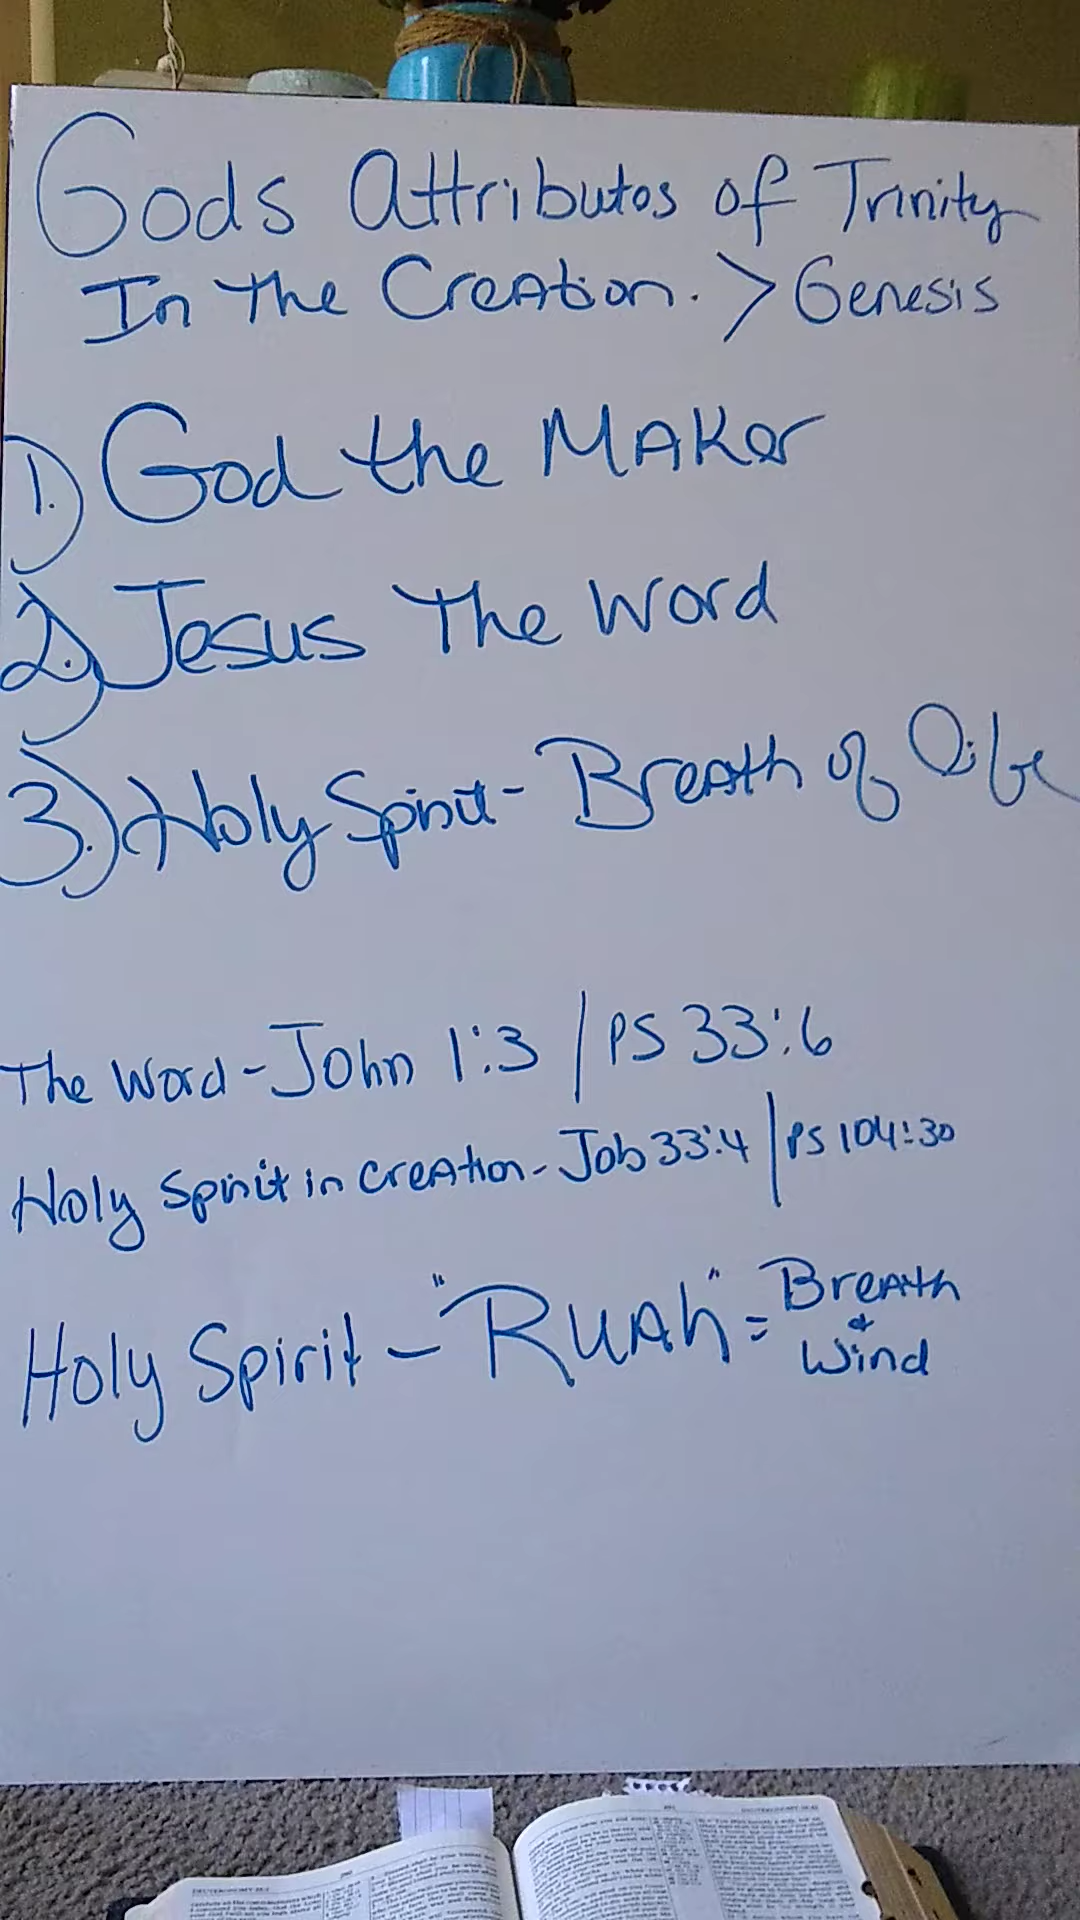 Gods Attributes of Trinity
In The Creation. > Genesis
1.) God the Maker
2.) Jesus The Word
3.) Holy Spirit - Breath of life
The Word - John 1:3 / PS 33:6
Holy Spirit in Creation - Job 33:4 / PS 104:30
Holy Spirit - "RUAh" = Breath
&
Wind